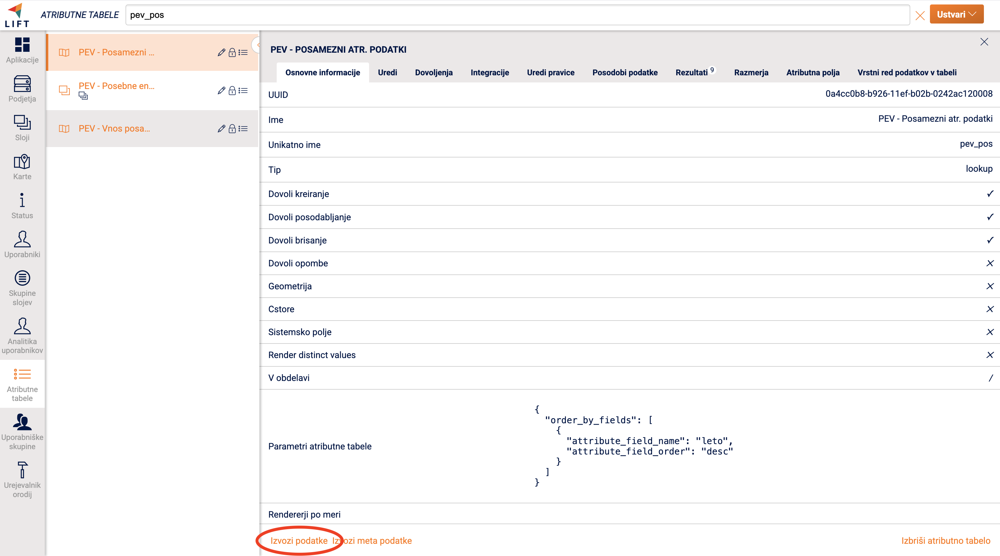 LIFT
ATRIBUTNE TABELE
pev_pos
Ustvari
Aplikacije
Podjetja
Sloji
Karte
Status
Uporabniki
Skupine
slojev
Analitika
uporabnikov
Atributne
tabele
Uporabniške
skupine
Urejevalnik
orodij
PEV - Posamezni ...
PEV - Posebne en...
PEV - Vnos posa...
PEV - POSAMEZNI ATR. PODATKI
Osnovne informacije Uredi Dovoljenja Integracije Uredi pravice Posodobi podatke Rezultati 9 Razmerja Atributna polja Vrstni red podatkov v tabeli
UUID 0a4cc0b8-b926-11ef-b02b-0242ac120008
Ime PEV - Posamezni atr. podatki
Unikatno ime pev_pos
Tip lookup
Dovoli kreiranje ✓
Dovoli posodabljanje ✓
Dovoli brisanje ✓
Dovoli opombe ✕
Geometrija ✕
Cstore ✕
Sistemsko polje ✕
Render distinct values ✕
V obdelavi /
Parametri atributne tabele
{
"order_by_fields": [
{
"attribute_field_name": "leto",
"attribute_field_order": "desc"
}
]
}
Rendererji po meri
Izvozi podatke Izvozi meta podatke Izbriši atributno tabelo